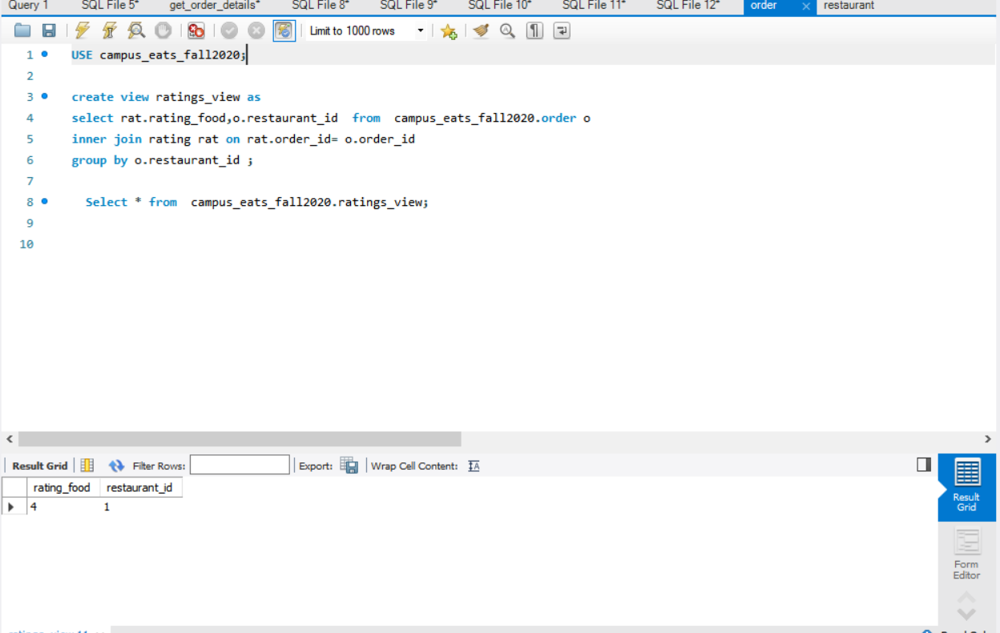 Query 1 SQL File 5* get_order_details* SQL File 8* SQL File 9* SQL File 10* SQL File 11* SQL File 12* order restaurant
Limit to 1000 rows
1 USE campus_eats_fall2020;
2
3 create view ratings_view as
4 select rat.rating_food,o.restaurant_id from campus_eats_fall2020.order o
5 inner join rating rat on rat.order_id= o.order_id
6 group by o.restaurant_id ;
7
8 Select * from campus_eats_fall2020.ratings_view;
9
10
Result Grid Filter Rows: Export: Wrap Cell Content:
rating_food restaurant_id
4 1
Result
Grid
Form
Editor